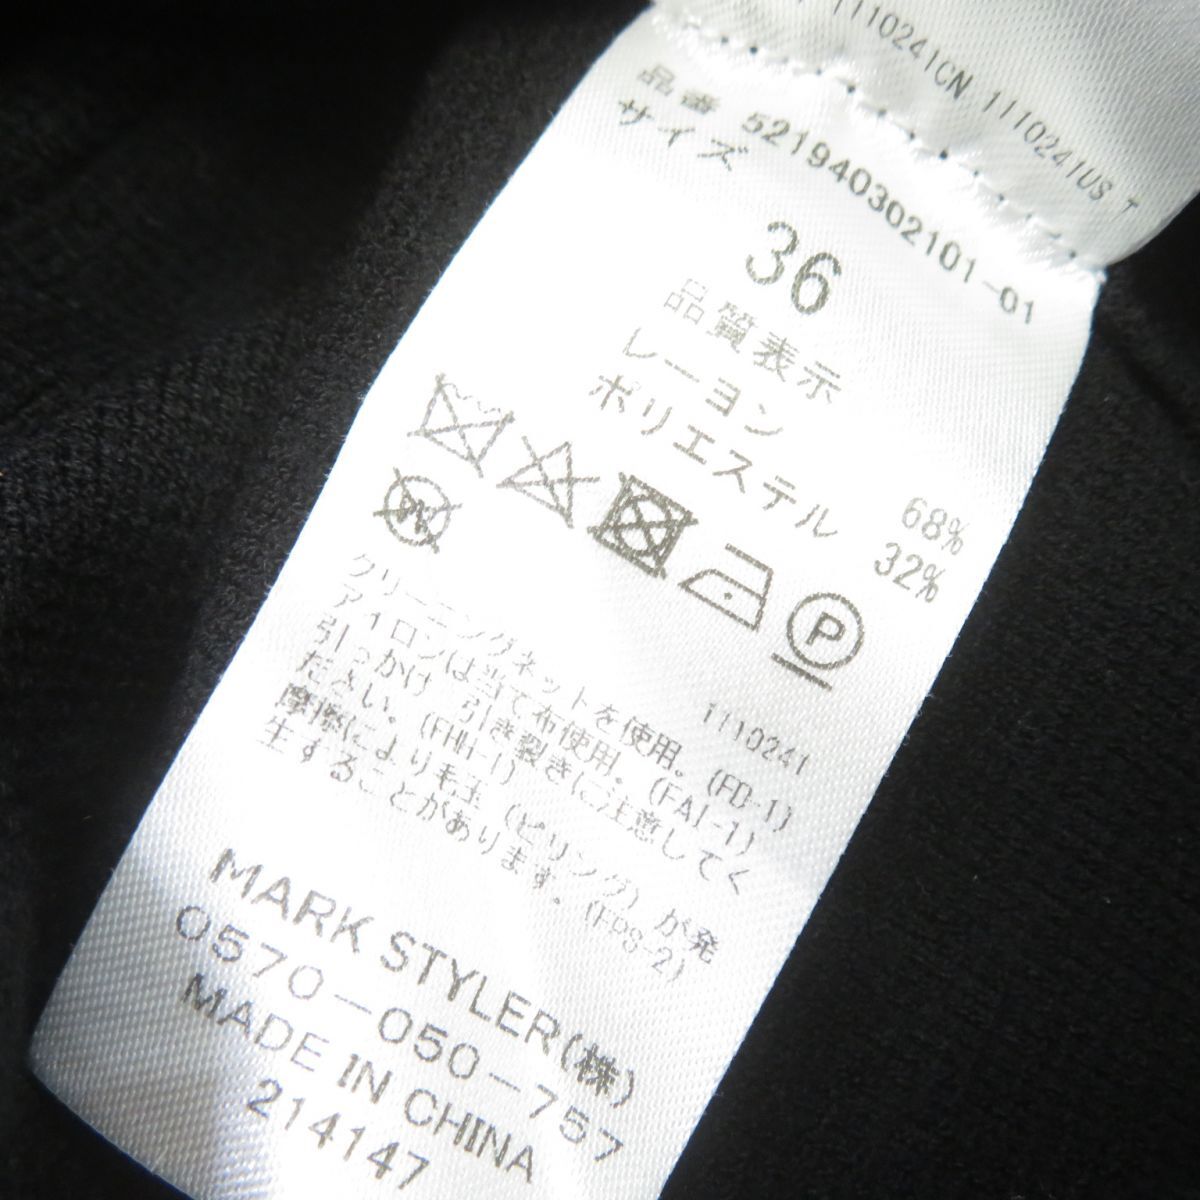 1110241CN 1110241US T
品番 521940302101-01
サイズ
36
品質表示
レーヨン 68%
ポリエステル 32%
P
W
1110241
クリーニングネットを使用。(FD-1)
アイロンは当て布使用。(FAI-1)
引っかけ 引き裂きに注意してく
ださい。(FHH-1)
摩擦により毛玉 (ピリング) が発
生することがあります。(FDS-2)
MARK STYLER(株)
0570-050-757
MADE IN CHINA
214147